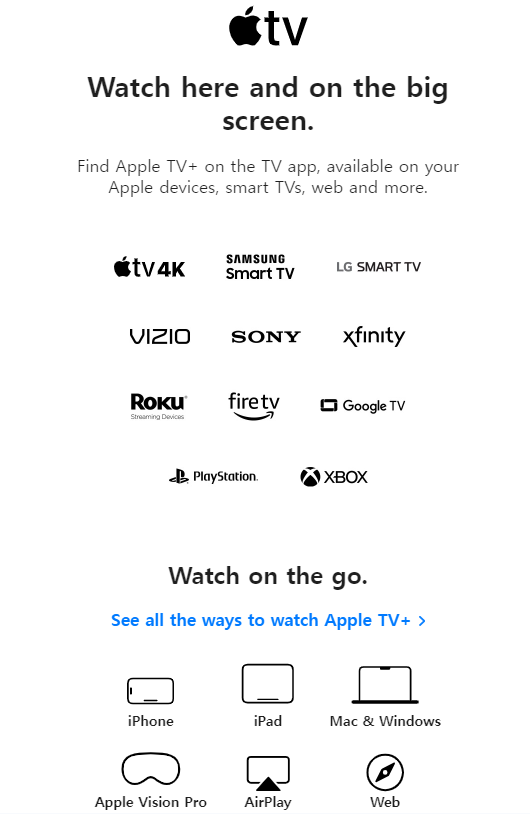 tv
Watch here and on the big
screen.
Find Apple TV+ on the TV app, available on your
Apple devices, smart TVs, web and more.
tv 4K
SAMSUNG
Smart TV
LG SMART TV
VIZIO
SONY
xfinity
Roku
Streaming Devices
fire tv
Google TV
PlayStation.
XBOX
Watch on the go.
See all the ways to watch Apple TV+ >
iPhone
iPad
Mac & Windows
Apple Vision Pro
AirPlay
Web